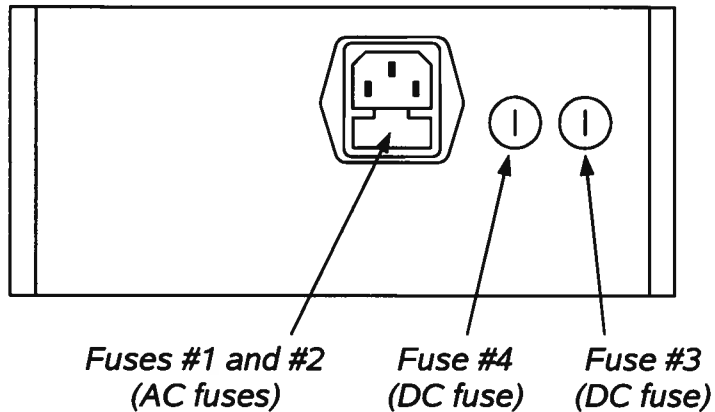 Fuses #1 and #2
(AC fuses)
Fuse #4
(DC fuse)
Fuse #3
(DC fuse)